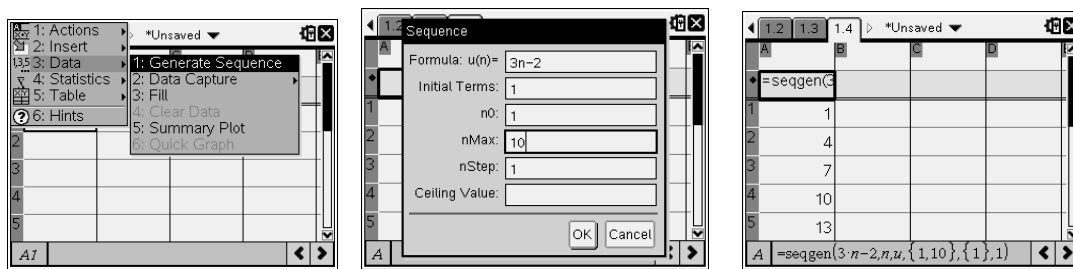 1: Actions
2: Insert
3: Data
4: Statistics
5: Table
6: Hints
*Unsaved
1: Generate Sequence
2: Data Capture
3: Fill
4: Clear Data
5: Summary Plot
6: Quick Graph
2
3
4
5
A1
1.2
Sequence
A
Formula: u(n)= 3n-2
Initial Terms: 1
n0: 1
nMax: 10
nStep: 1
Ceiling Value:
OK Cancel
1
2
3
4
5
A
1.2 1.3 1.4 *Unsaved
A B C D
=seqgen(3
1 1
2 4
3 7
4 10
5 13
A =seqgen(3·n-2,n,u,{1,10},{1},1)